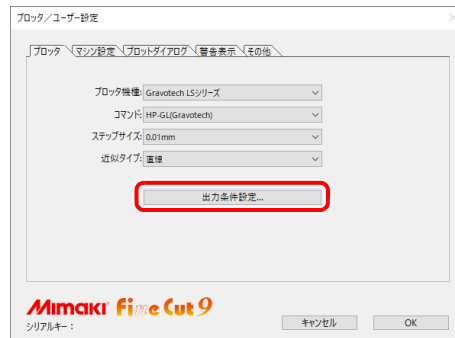 プロッタ／ユーザー設定
プロッタ マシン設定 プロットダイアログ 警告表示 その他
プロッタ機種: Gravotech LSシリーズ
コマンド: HP-GL(Gravotech)
ステップサイズ: 0.01mm
近似タイプ: 直線
出力条件設定...
Mimaki Fine Cut 9
シリアルキー：
キャンセル OK